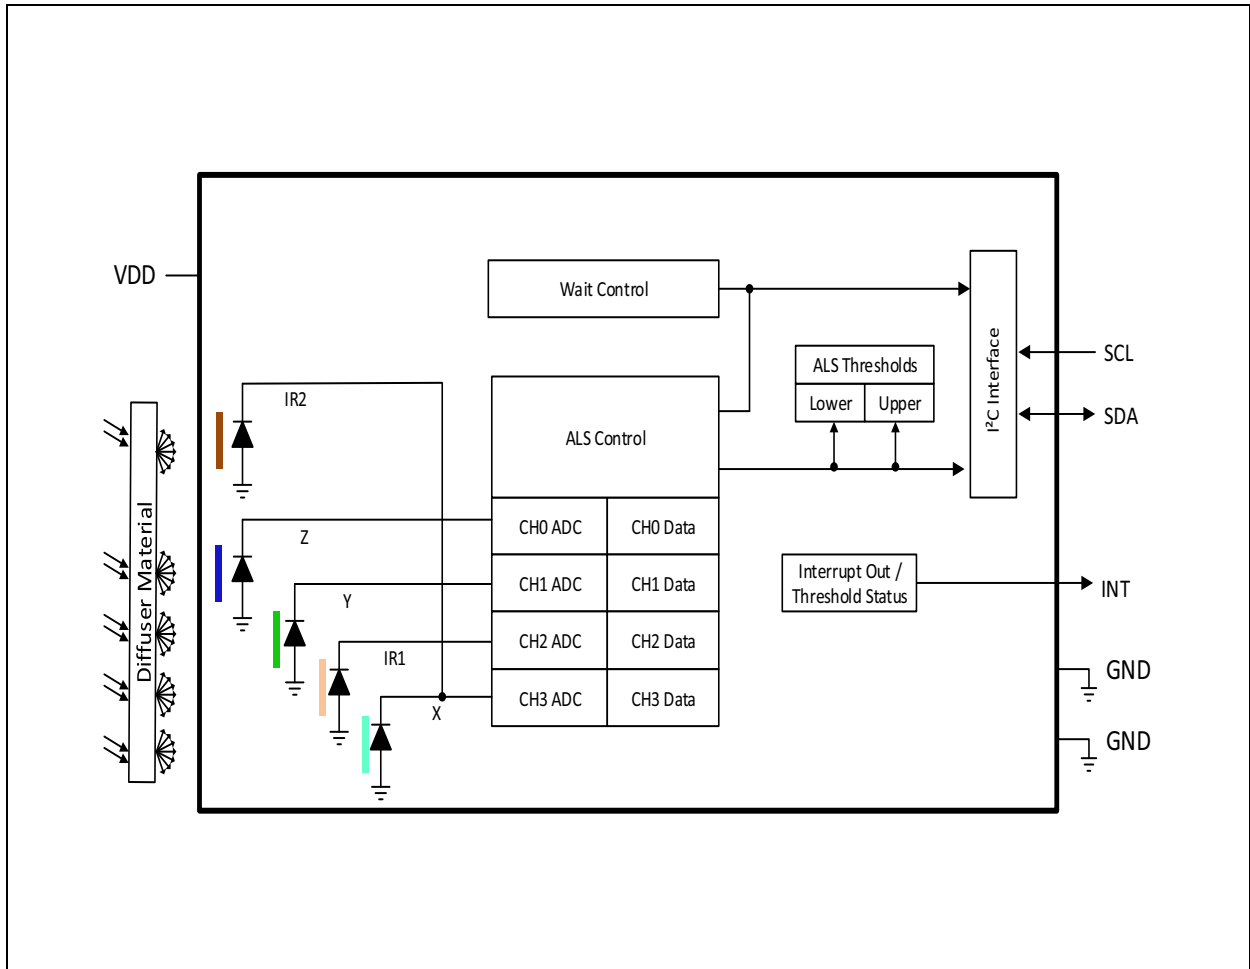 VDD
Wait Control
I²C Interface
SCL
ALS Thresholds
Lower
Upper
SDA
IR2
ALS Control
Diffuser Material
Z
CH0 ADC
CH0 Data
Y
CH1 ADC
CH1 Data
Interrupt Out /
Threshold Status
INT
IR1
CH2 ADC
CH2 Data
GND
X
CH3 ADC
CH3 Data
GND